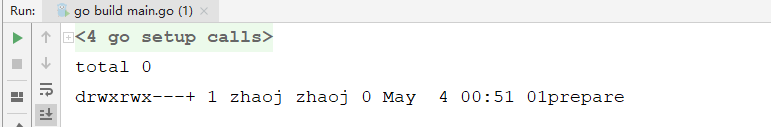 Run: go build main.go (1) ×
<4 go setup calls>
total 0
drwxrwx---+ 1 zhaoj zhaoj 0 May  4 00:51 01prepare